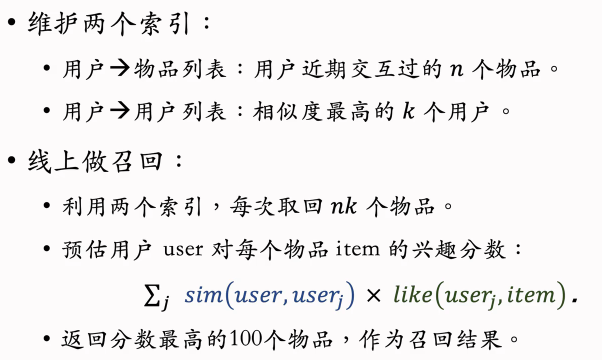 • 维护两个索引：
• 用户→物品列表：用户近期交互过的 n 个物品。
• 用户→用户列表：相似度最高的 k 个用户。
• 线上做召回：
• 利用两个索引，每次取回 nk 个物品。
• 预估用户 user 对每个物品 item 的兴趣分数：
∑ⱼ sim(user, userⱼ) × like(userⱼ, item).
• 返回分数最高的100个物品，作为召回结果。